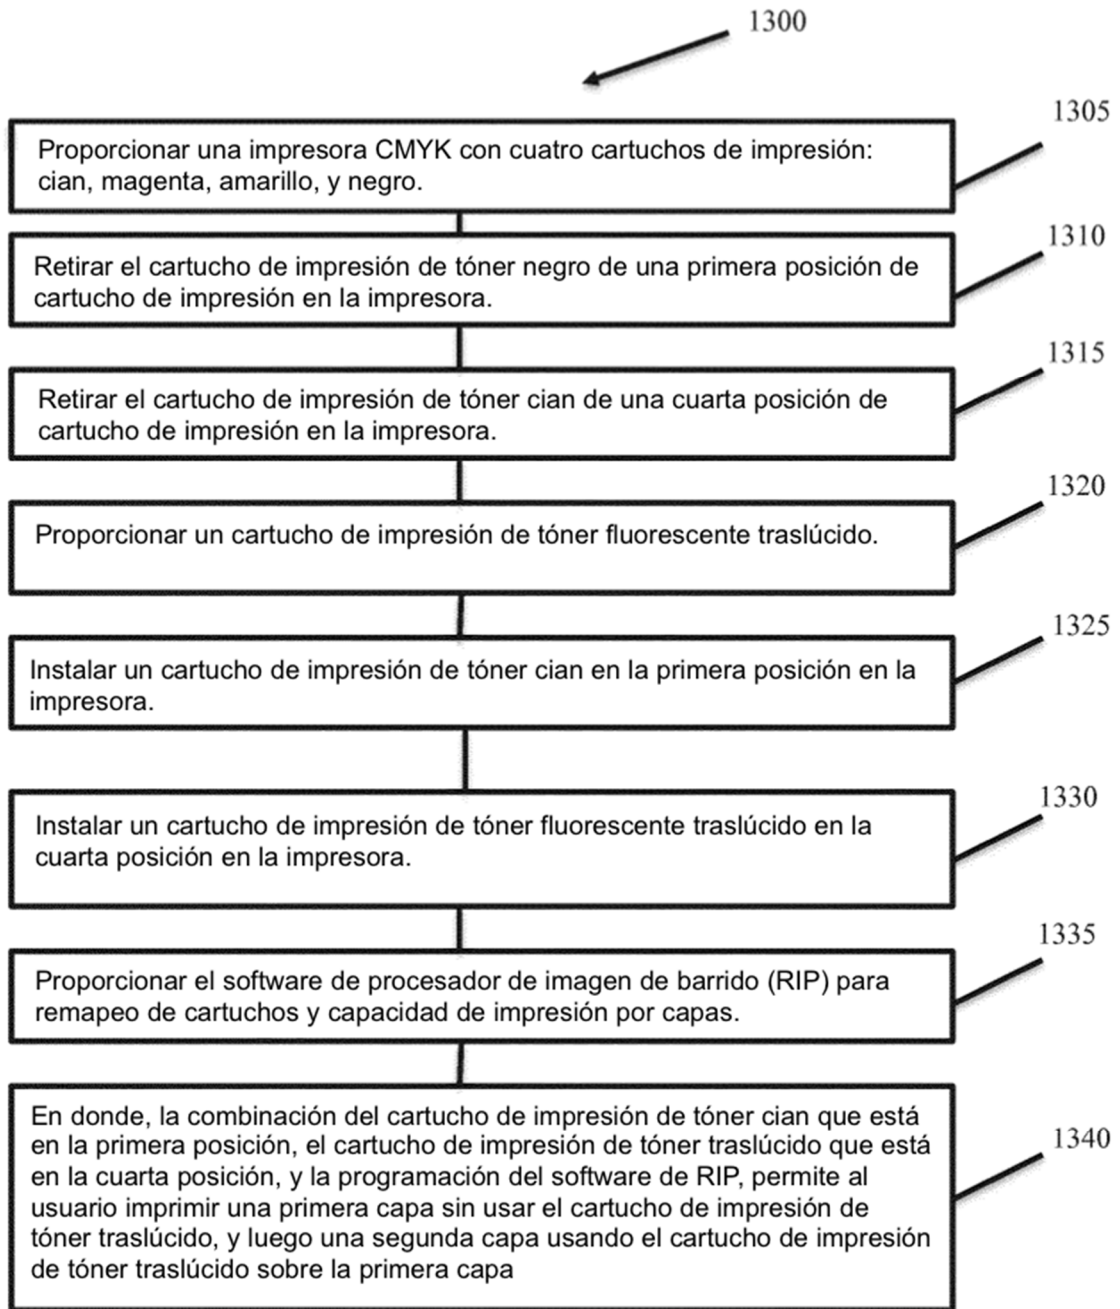 1300
1305
Proporcionar una impresora CMYK con cuatro cartuchos de impresión:
cian, magenta, amarillo, y negro.
1310
Retirar el cartucho de impresión de tóner negro de una primera posición de
cartucho de impresión en la impresora.
1315
Retirar el cartucho de impresión de tóner cian de una cuarta posición de
cartucho de impresión en la impresora.
1320
Proporcionar un cartucho de impresión de tóner fluorescente traslúcido.
1325
Instalar un cartucho de impresión de tóner cian en la primera posición en la
impresora.
1330
Instalar un cartucho de impresión de tóner fluorescente traslúcido en la
cuarta posición en la impresora.
1335
Proporcionar el software de procesador de imagen de barrido (RIP) para
remapeo de cartuchos y capacidad de impresión por capas.
1340
En donde, la combinación del cartucho de impresión de tóner cian que está
en la primera posición, el cartucho de impresión de tóner traslúcido que está
en la cuarta posición, y la programación del software de RIP, permite al
usuario imprimir una primera capa sin usar el cartucho de impresión de
tóner traslúcido, y luego una segunda capa usando el cartucho de impresión
de tóner traslúcido sobre la primera capa